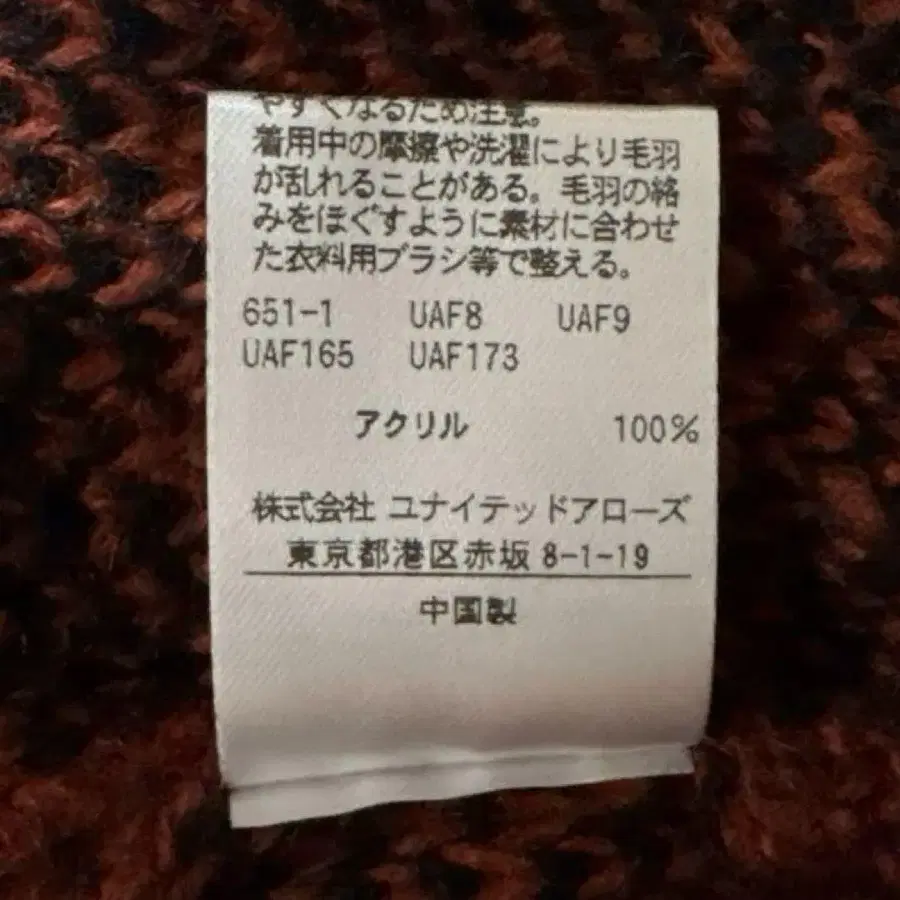 やすくなるため注意。
着用中の摩擦や洗濯により毛羽
が乱れることがある。毛羽の絡
みをほぐすように素材に合わせ
た衣料用ブラシ等で整える。
651-1 UAF8 UAF9
UAF165 UAF173
アクリル 100%
株式会社 ユナイテッドアローズ
東京都港区赤坂 8-1-19
中国製